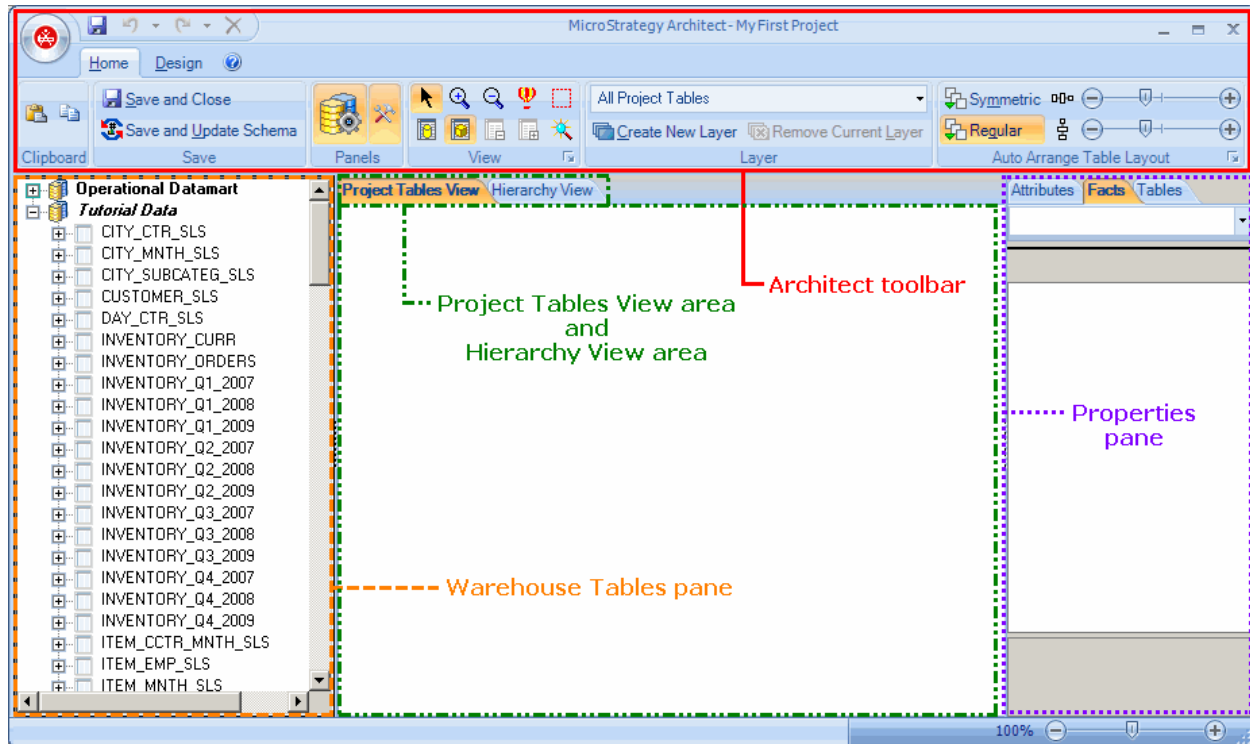 MicroStrategy Architect - My First Project
Home Design
Save and Close
Save and Update Schema
All Project Tables
Create New Layer Remove Current Layer
Symmetric
Regular
Clipboard Save Panels View Layer Auto Arrange Table Layout
Operational Datamart
Tutorial Data
CITY_CTR_SLS
CITY_MNTH_SLS
CITY_SUBCATEG_SLS
CUSTOMER_SLS
DAY_CTR_SLS
INVENTORY_CURR
INVENTORY_ORDERS
INVENTORY_Q1_2007
INVENTORY_Q1_2008
INVENTORY_Q1_2009
INVENTORY_Q2_2007
INVENTORY_Q2_2008
INVENTORY_Q2_2009
INVENTORY_Q3_2007
INVENTORY_Q3_2008
INVENTORY_Q3_2009
INVENTORY_Q4_2007
INVENTORY_Q4_2008
INVENTORY_Q4_2009
ITEM_CCTR_MNTH_SLS
ITEM_EMP_SLS
ITEM_MNTH_SLS
Project Tables View Hierarchy View
Project Tables View area
and
Hierarchy View area
Architect toolbar
Warehouse Tables pane
Attributes Facts Tables
Properties
pane
100%